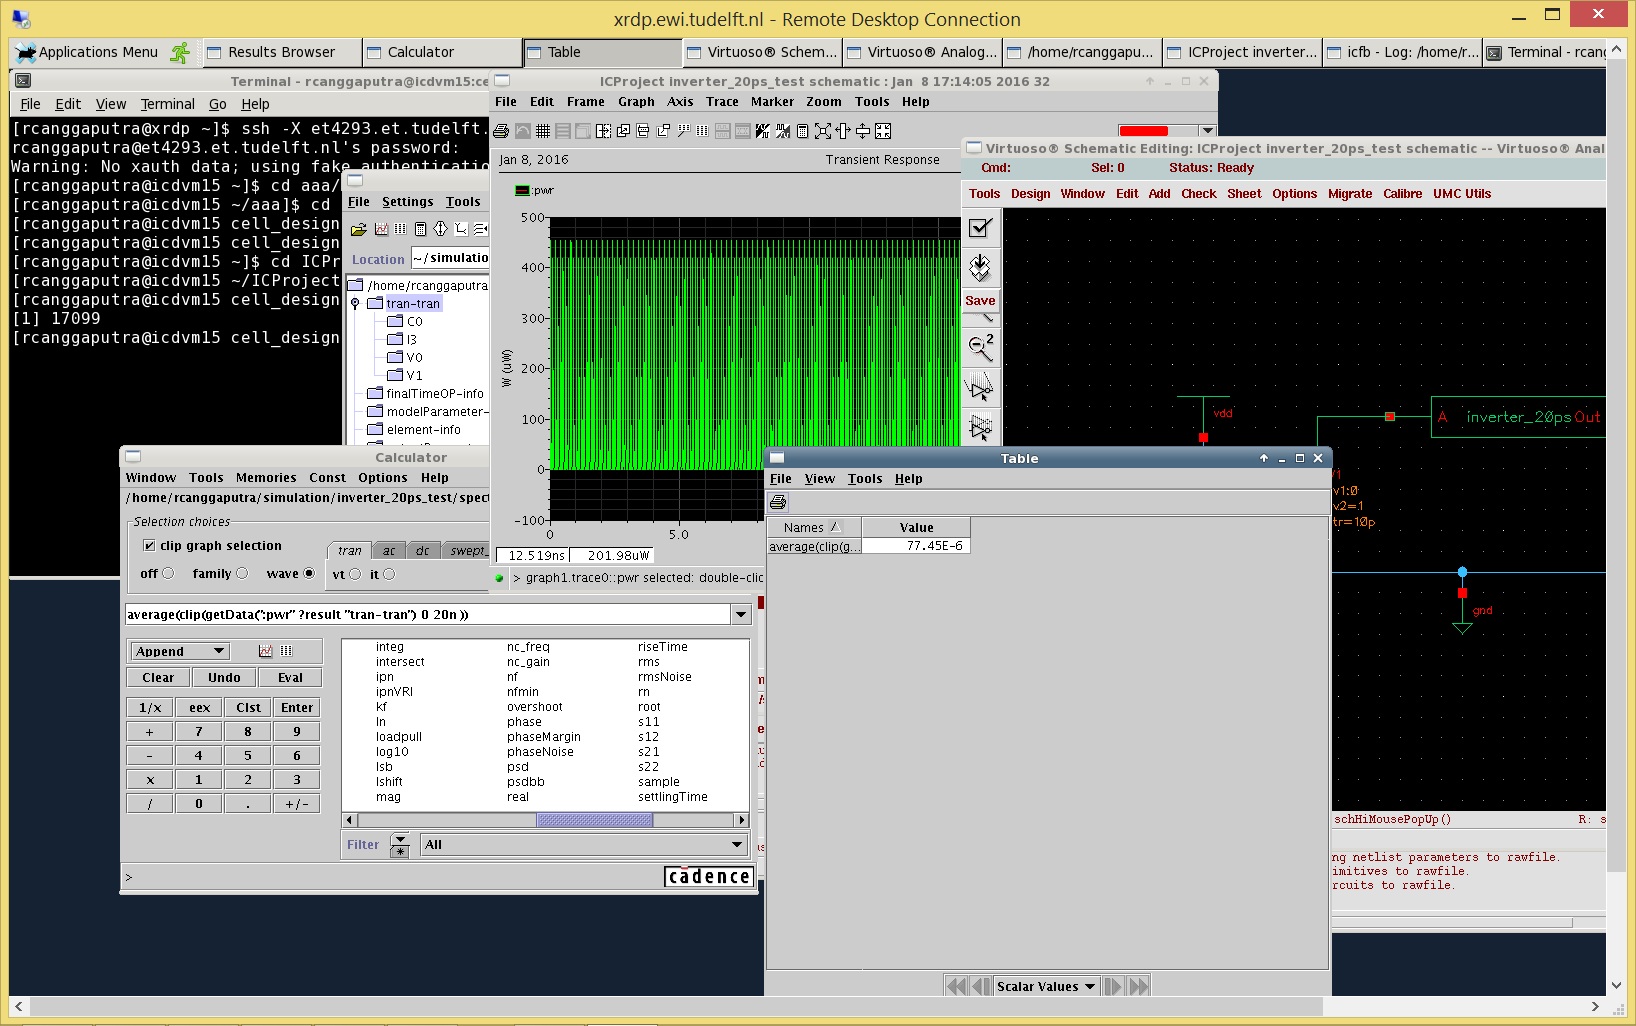 xrdp.ewi.tudelft.nl - Remote Desktop Connection
Applications Menu
Results Browser
Calculator
Table
Virtuoso® Schem...
Virtuoso® Analog...
/home/rcanggapu...
ICProject inverter...
icfb - Log: /home/r...
Terminal - rcang
Terminal - rcanggaputra@icdvm15:ce
File Edit View Terminal Go Help
[rcanggaputra@xrdp ~]$ ssh -X et4293.et.tudelft.
rcanggaputra@et4293.et.tudelft.nl's password:
Warning: No xauth data; using fake authenticatio
[rcanggaputra@icdvm15 ~]$ cd aaa/
[rcanggaputra@icdvm15 ~/aaa]$ cd
[rcanggaputra@icdvm15 cell_design
[rcanggaputra@icdvm15 cell_design
[rcanggaputra@icdvm15 ~]$ cd ICPr
[rcanggaputra@icdvm15 ~/ICProject
[rcanggaputra@icdvm15 cell_design
[1] 17099
[rcanggaputra@icdvm15 cell_design
File Settings Tools
Location ~/simulatio
/home/rcanggaputra
tran-tran
C0
I3
V0
V1
finalTimeOP-info
modelParameter-
element-info
ICProject inverter_20ps_test schematic : Jan 8 17:14:05 2016 32
File Edit Frame Graph Axis Trace Marker Zoom Tools Help
Jan 8, 2016
Transient Response
:pwr
500
400
300
200
100
0
-100
W (uW)
0
5.0
12.519ns 201.98uW
> graph1.trace0::pwr selected: double-clic
Virtuoso® Schematic Editing: ICProject inverter_20ps_test schematic -- Virtuoso® Anal
Cmd: Sel: 0 Status: Ready
Tools Design Window Edit Add Check Sheet Options Migrate Calibre UMC Utils
Save
2
vdd
A inverter_20ps Out
v1:0
v2=1
tr=10p
gnd
schHiMousePopUp()
R: s
ng netlist parameters to rawfile.
imitives to rawfile.
rcuits to rawfile.
Calculator
Window Tools Memories Const Options Help
/home/rcanggaputra/simulation/inverter_20ps_test/spect
Selection choices
clip graph selection
off family wave
tran ac dc swept_
vt it
average(clip(getData(":pwr" ?result "tran-tran") 0 20n ))
Append
Clear Undo Eval
1/x eex Clst Enter
+ 7 8 9
- 4 5 6
x 1 2 3
/ 0 . +/-
integ nc_freq riseTime
intersect nc_gain rms
ipn nf rmsNoise
ipnVRI nfmin rn
kf overshoot root
ln phase s11
loadpull phaseMargin s12
log10 phaseNoise s21
lsb psd s22
lshift psdbb sample
mag real settlingTime
Filter All
>
cadence
Table
File View Tools Help
Names Value
average(clip(g... 77.45E-6
Scalar Values